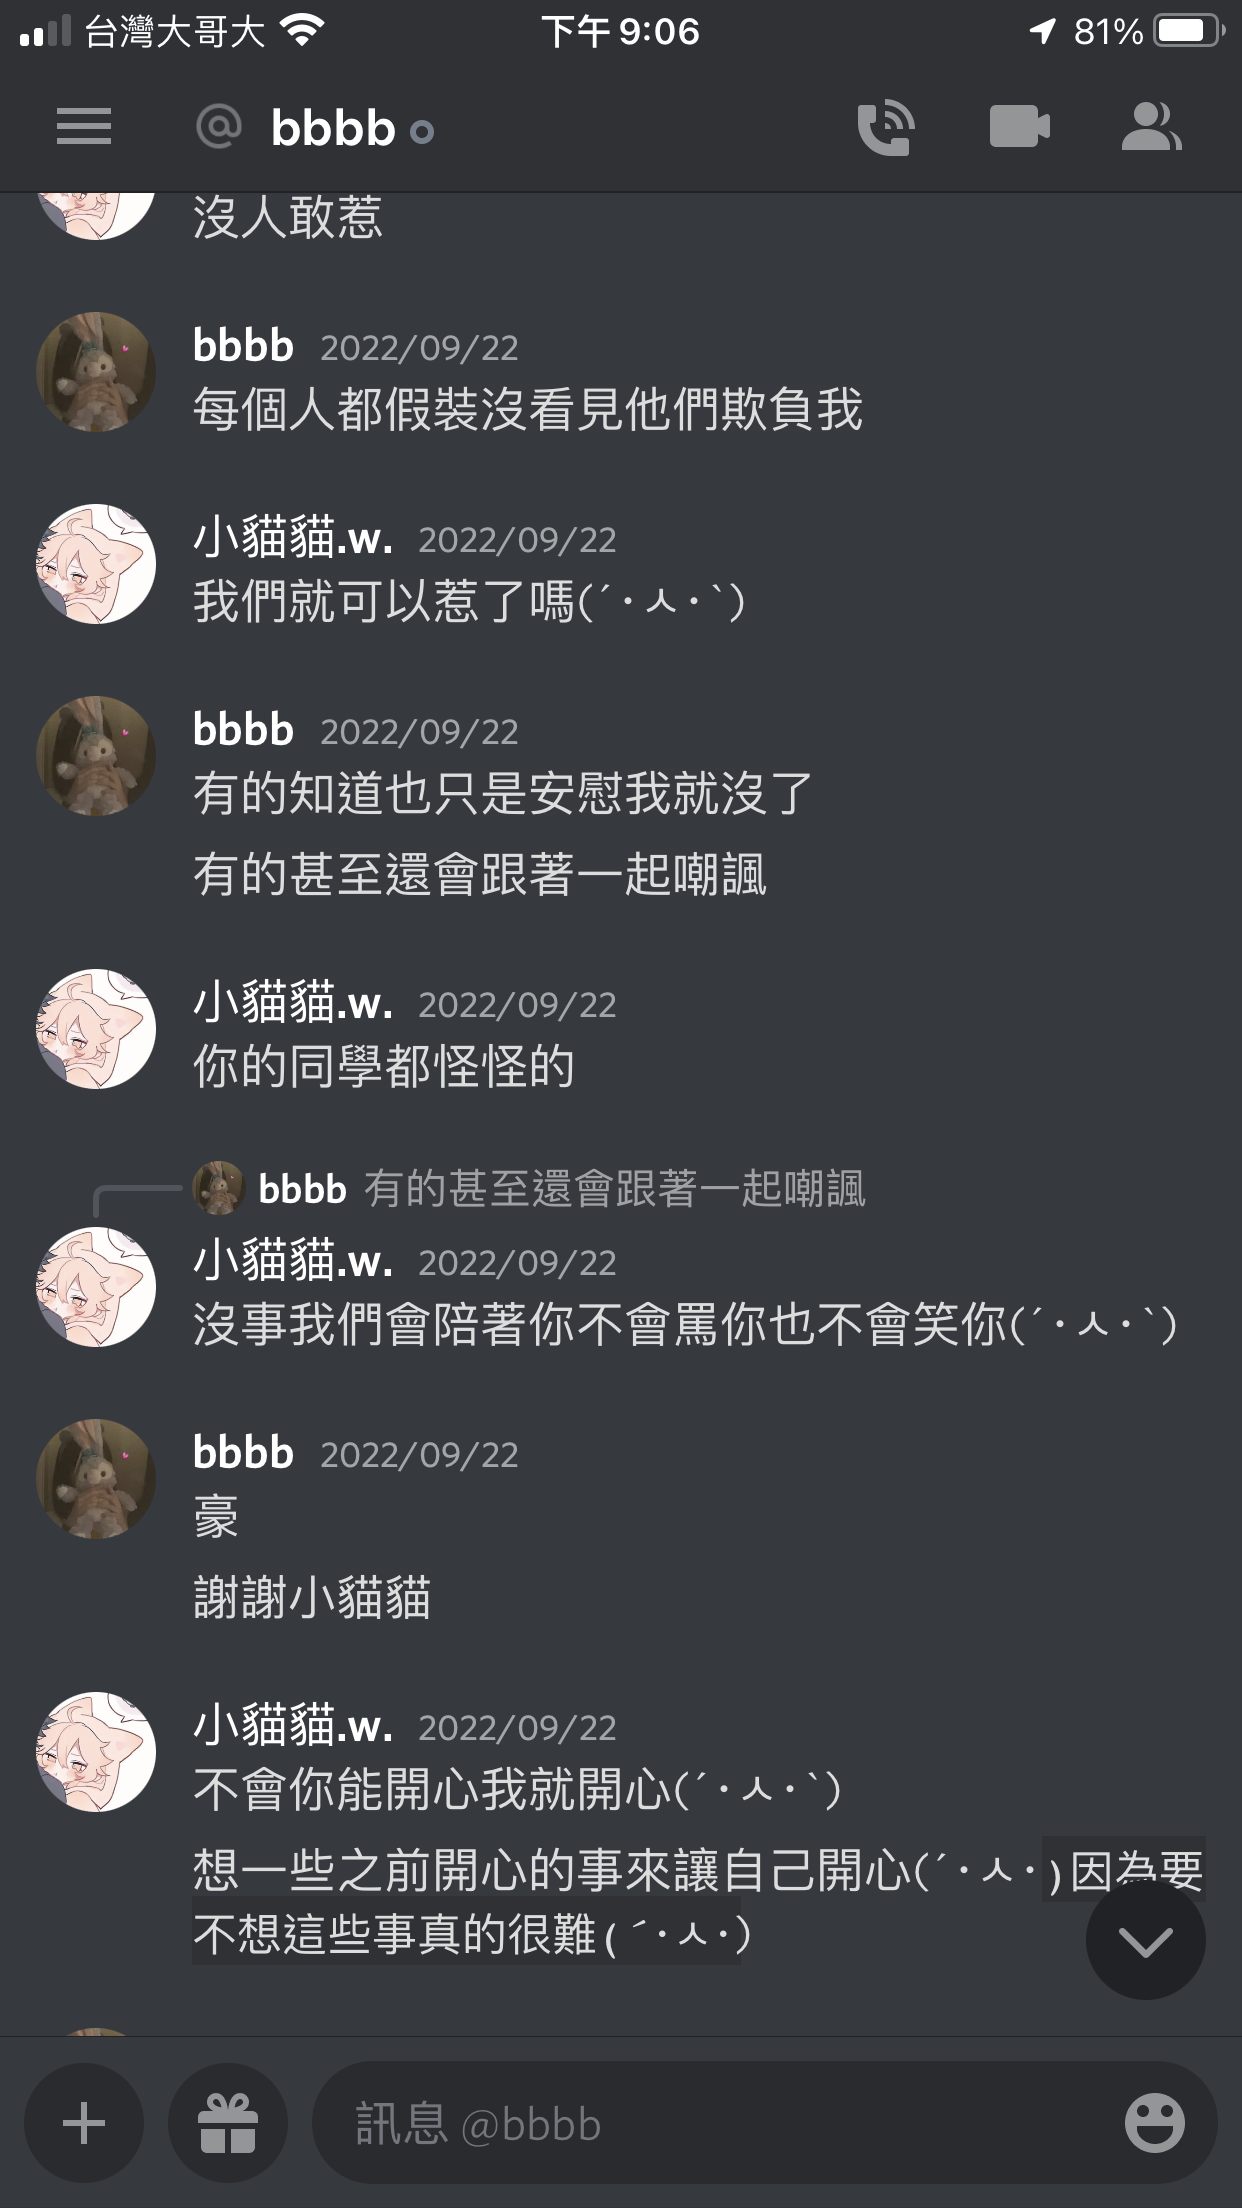 台灣大哥大 下午 9:06 81%
@ bbbb
沒人敢惹
bbbb 2022/09/22
每個人都假裝沒看見他們欺負我
小貓貓.w. 2022/09/22
我們就可以惹了嗎(´･ㅅ･`)
bbbb 2022/09/22
有的知道也只是安慰我就沒了
有的甚至還會跟著一起嘲諷
小貓貓.w. 2022/09/22
你的同學都怪怪的
bbbb 有的甚至還會跟著一起嘲諷
小貓貓.w. 2022/09/22
沒事我們會陪著你不會罵你也不會笑你(´･ㅅ･`)
bbbb 2022/09/22
豪
謝謝小貓貓
小貓貓.w. 2022/09/22
不會你能開心我就開心(´･ㅅ･`)
想一些之前開心的事來讓自己開心(´･ㅅ･)因為要
不想這些事真的很難(´･ㅅ･)
訊息 @bbbb